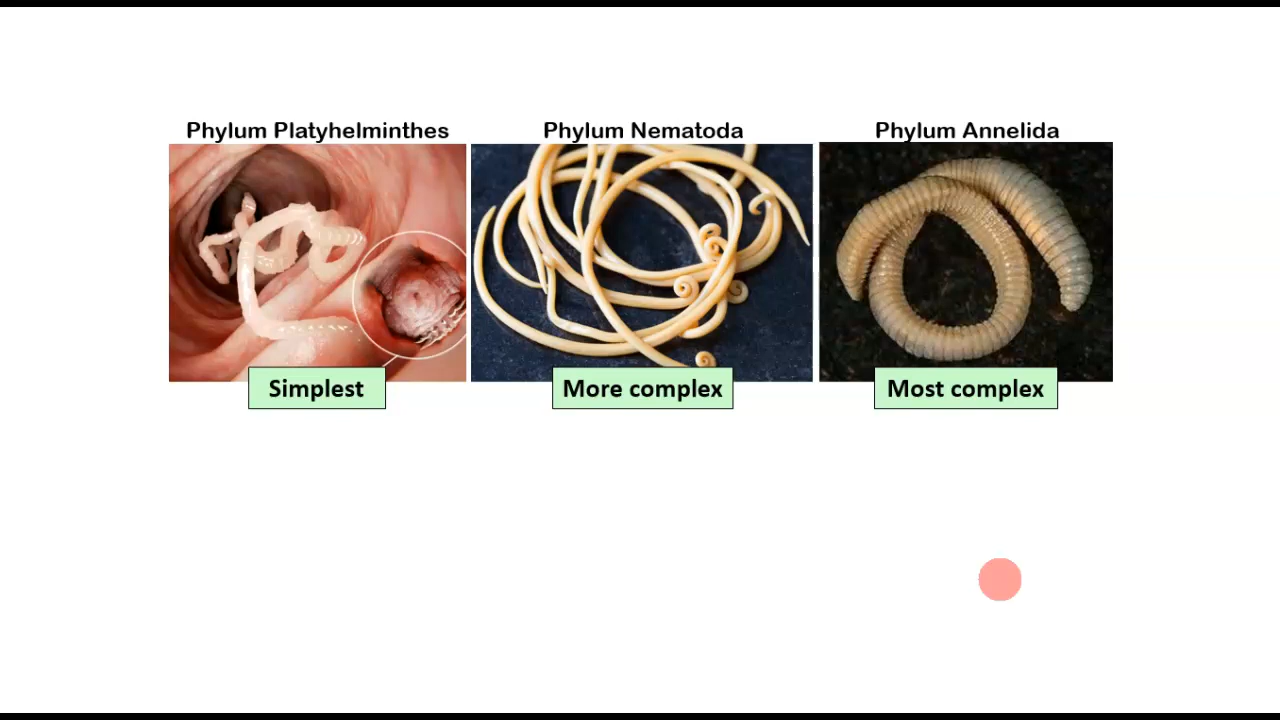 Phylum Platyhelminthes
Phylum Nematoda
Phylum Annelida
Simplest
More complex
Most complex